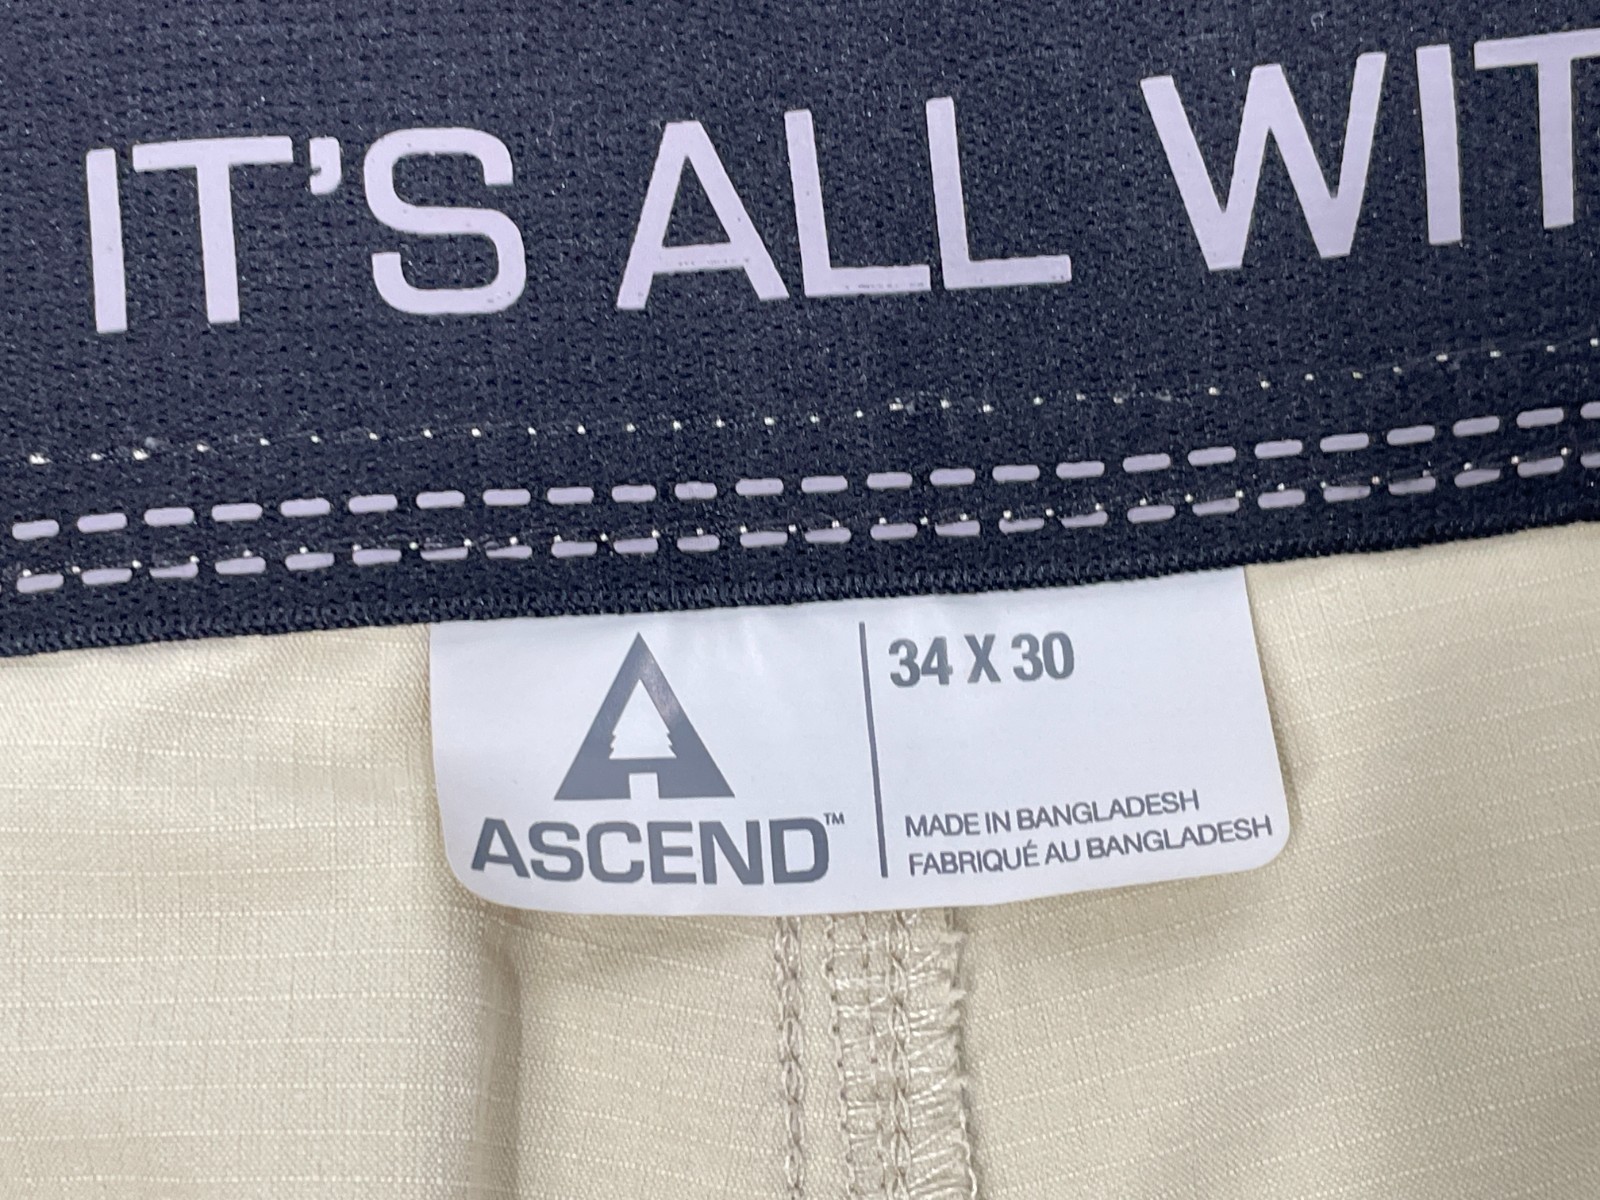 IT'S ALL WIT
34 X 30
ASCEND™
MADE IN BANGLADESH
FABRIQUÉ AU BANGLADESH